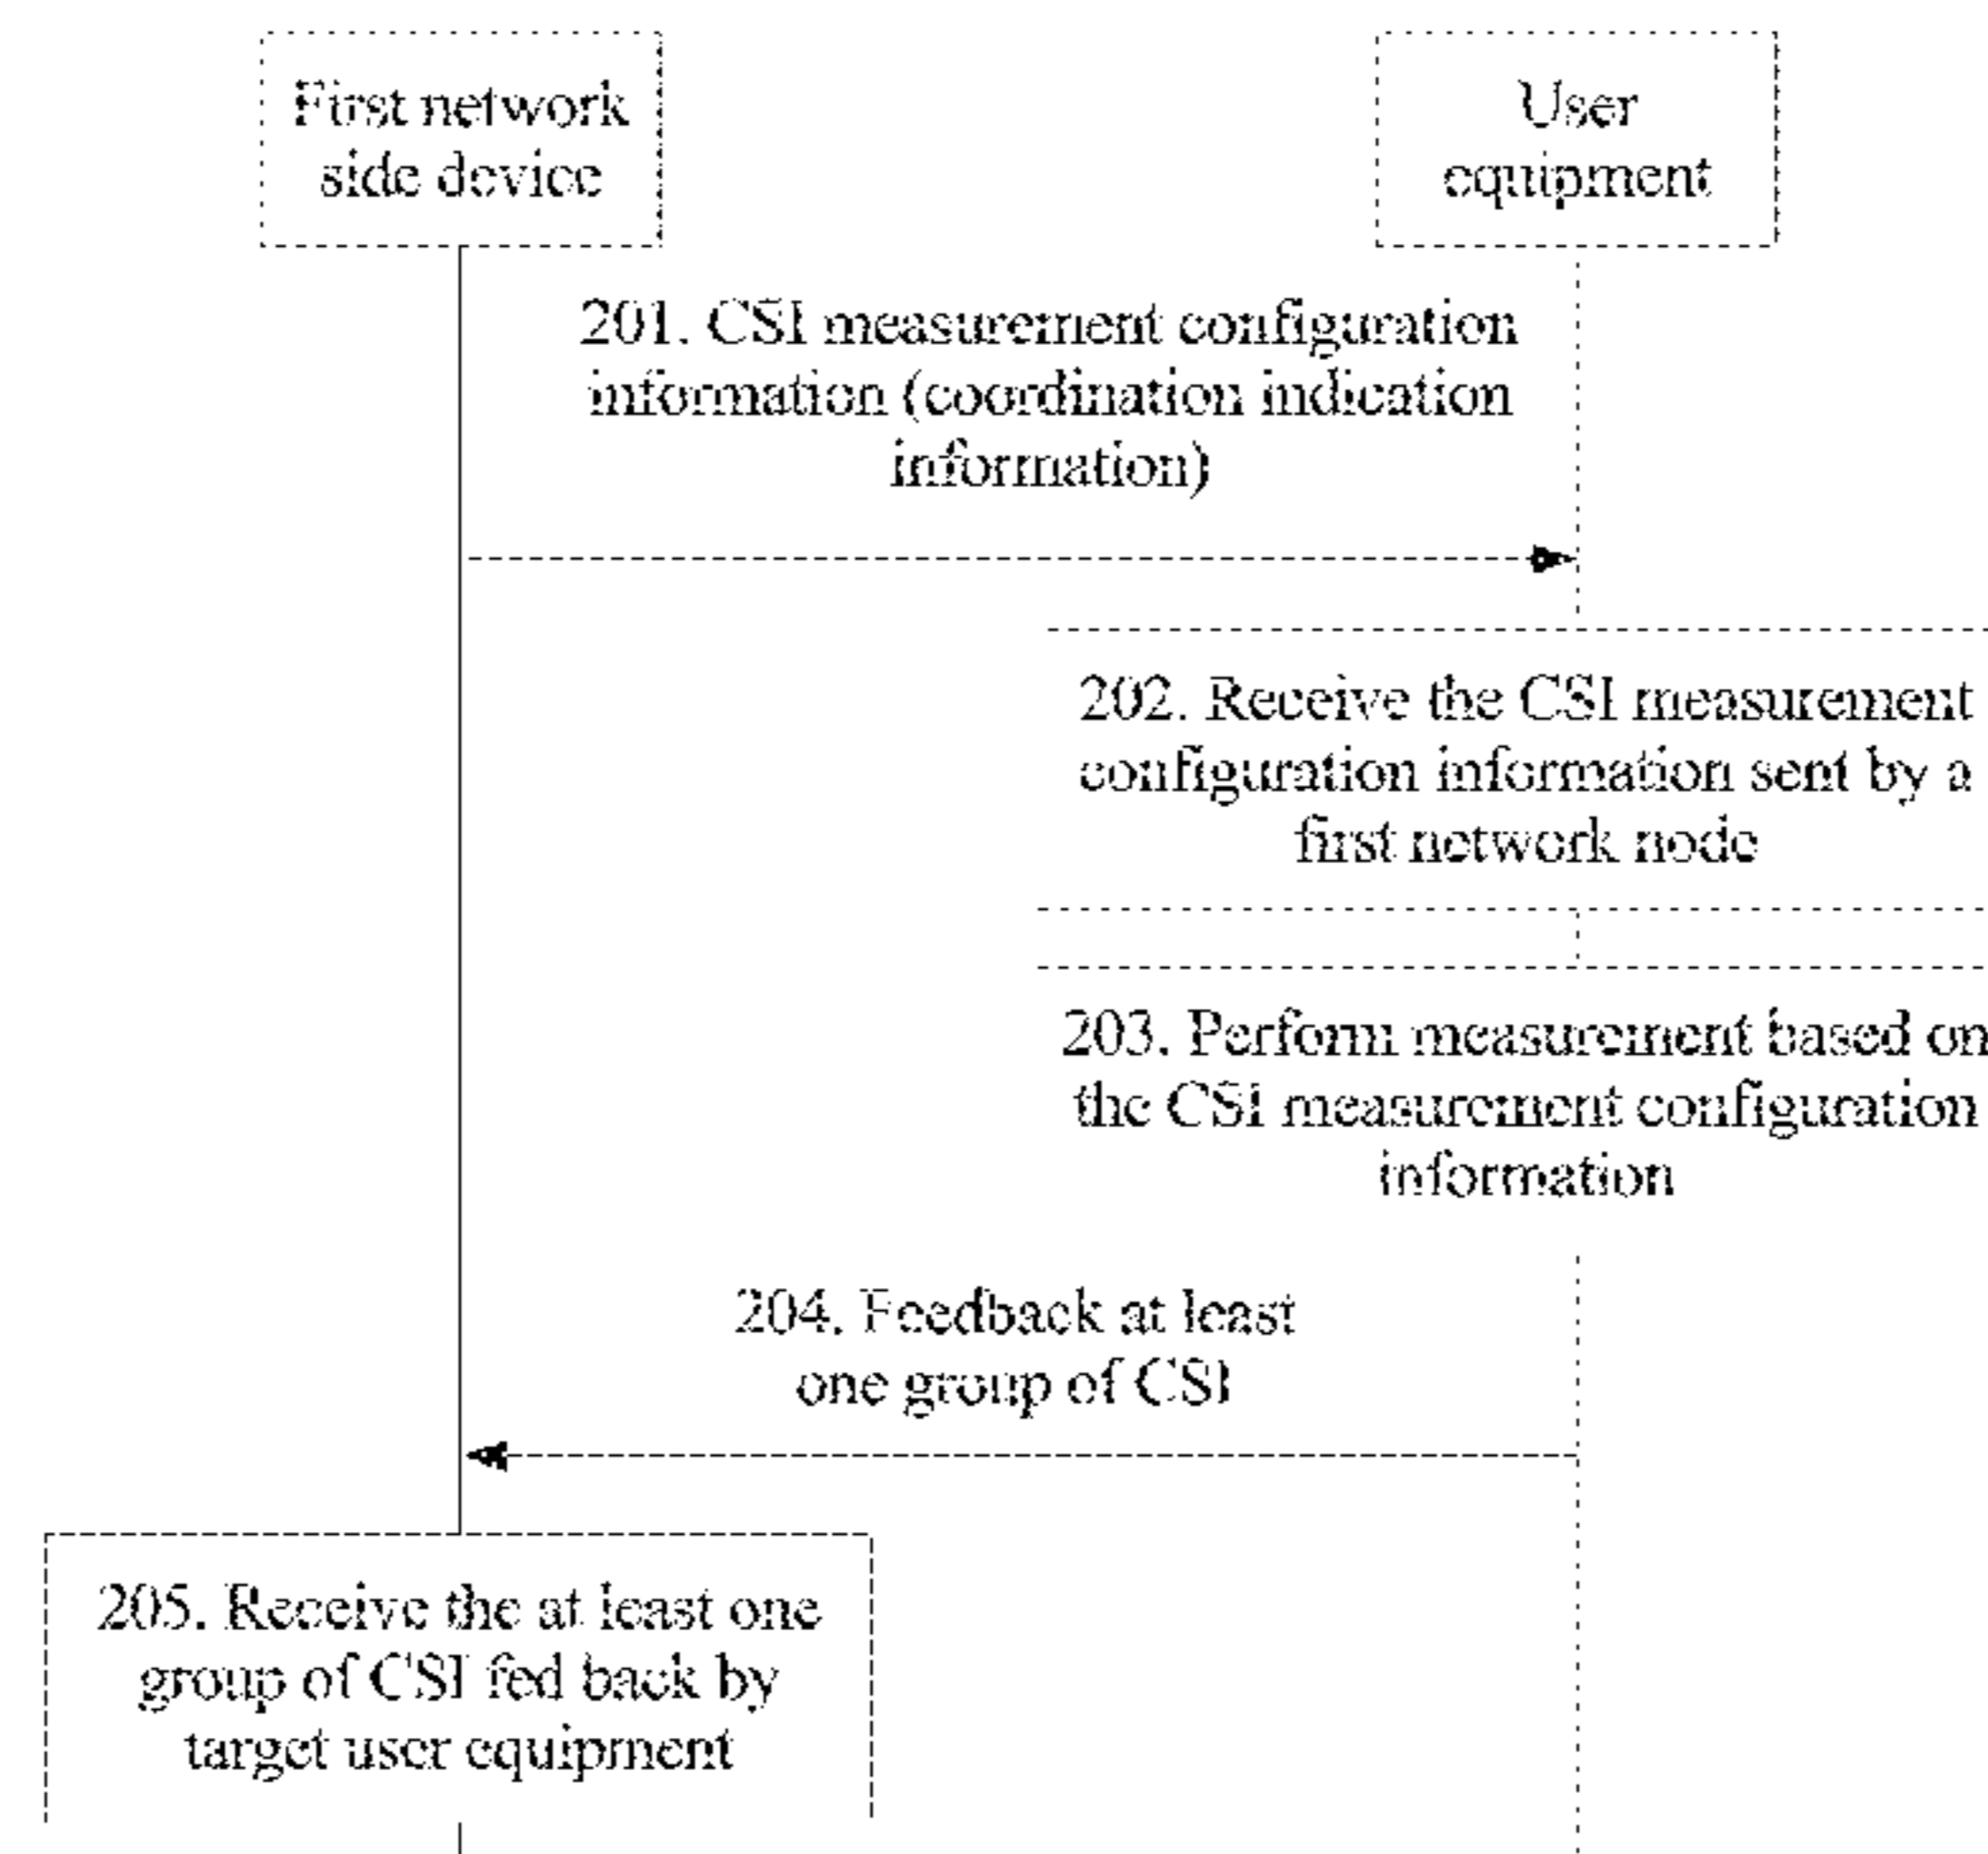 First network
side device
User
equipment
201. CSI measurement configuration
information (coordination indication
information)
202. Receive the CSI measurement
configuration information sent by a
first network node
203. Perform measurement based on
the CSI measurement configuration
information
204. Feedback at least
one group of CSI
205. Receive the at least one
group of CSI fed back by
target user equipment